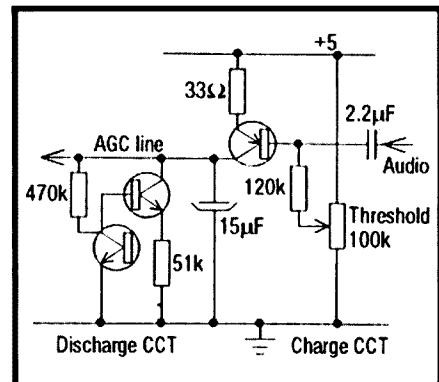 +5
33Ω
2.2µF
AGC line
Audio
470k
120k
Threshold
15µF
100k
51k
Discharge CCT
Charge CCT